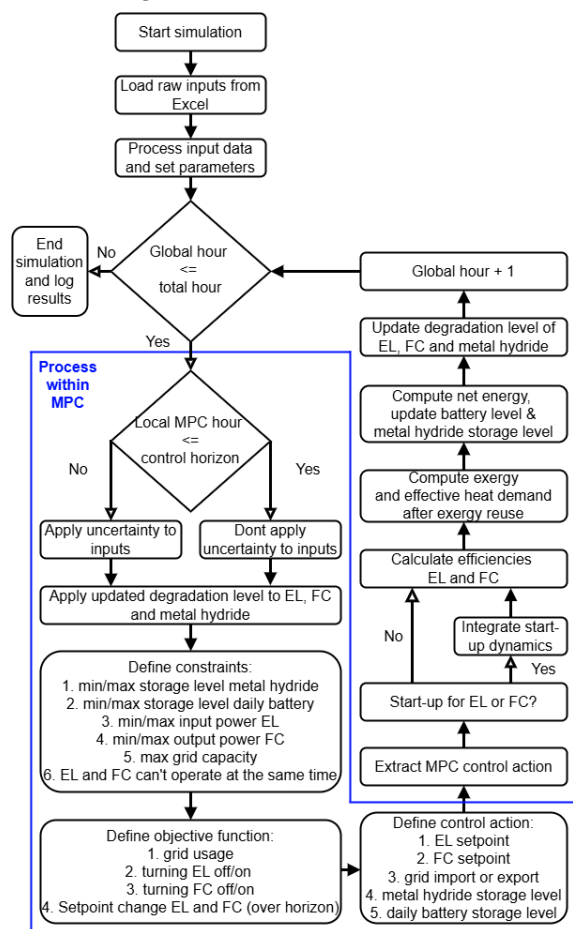 Start simulation
Load raw inputs from
Excel
Process input data
and set parameters
Global hour
<=
total hour
No
End
simulation
and log
results
Yes
Process
within
MPC
Local MPC hour
<=
control horizon
No
Yes
Apply uncertainty to
inputs
Dont apply
uncertainty to inputs
Apply updated degradation level to EL, FC
and metal hydride
Define constraints:
1. min/max storage level metal hydride
2. min/max storage level daily battery
3. min/max input power EL
4. min/max output power FC
5. max grid capacity
6. EL and FC can't operate at the same time
Define objective function:
1. grid usage
2. turning EL off/on
3. turning FC off/on
4. Setpoint change EL and FC (over horizon)
Define control action:
1. EL setpoint
2. FC setpoint
3. grid import or export
4. metal hydride storage level
5. daily battery storage level
Extract MPC control action
Start-up for EL or FC?
No
Yes
Integrate start-
up dynamics
Calculate efficiencies
EL and FC
Compute exergy
and effective heat demand
after exergy reuse
Compute net energy,
update battery level &
metal hydride storage level
Update degradation level of
EL, FC and metal hydride
Global hour + 1